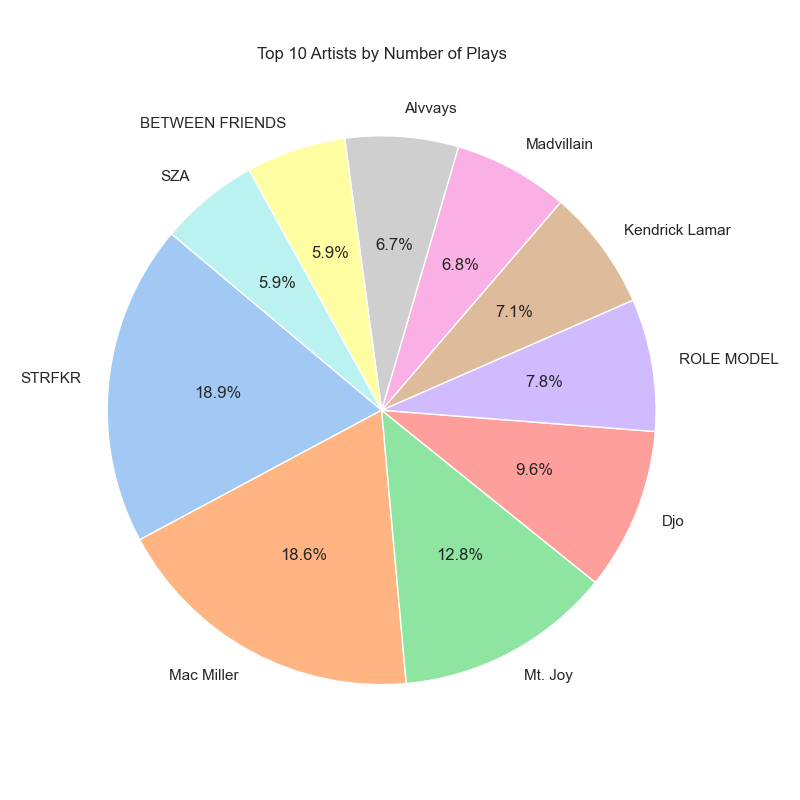 Top 10 Artists by Number of Plays
Alvvays
BETWEEN FRIENDS
Madvillain
SZA
Kendrick Lamar
6.7%
5.9%
6.8%
5.9%
7.1%
ROLE MODEL
STRFKR
7.8%
18.9%
9.6%
Djo
18.6%
12.8%
Mac Miller
Mt. Joy